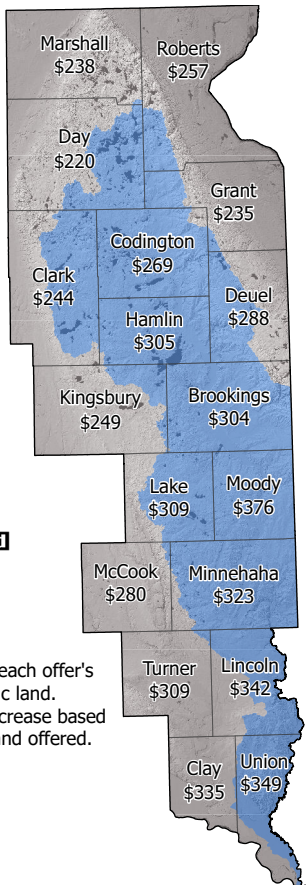 Marshall
$238
Roberts
$257
Day
$220
Grant
$235
Codington
$269
Clark
$244
Deuel
$288
Hamlin
$305
Kingsbury
$249
Brookings
$304
Lake
$309
Moody
$376
McCook
$280
Minnehaha
$323
each offer's
c land.
crease based
and offered.
Turner
$309
Lincoln
$342
Clay
$335
Union
$349